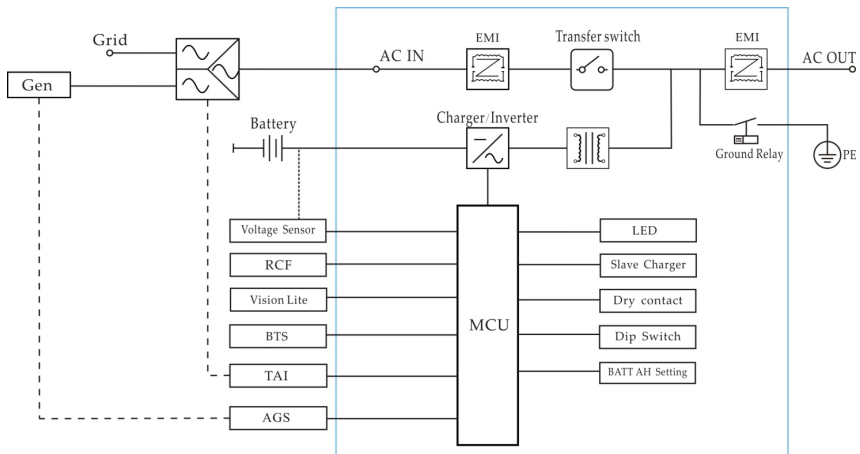 EMI
Transfer switch
EMI
Grid
AC IN
AC OUT
Gen
Battery
Charger/Inverter
Ground Relay
PE
Voltage Sensor
LED
RCF
Slave Charger
Vision Lite
Dry contact
MCU
BTS
Dip Switch
TAI
BATT AH Setting
AGS